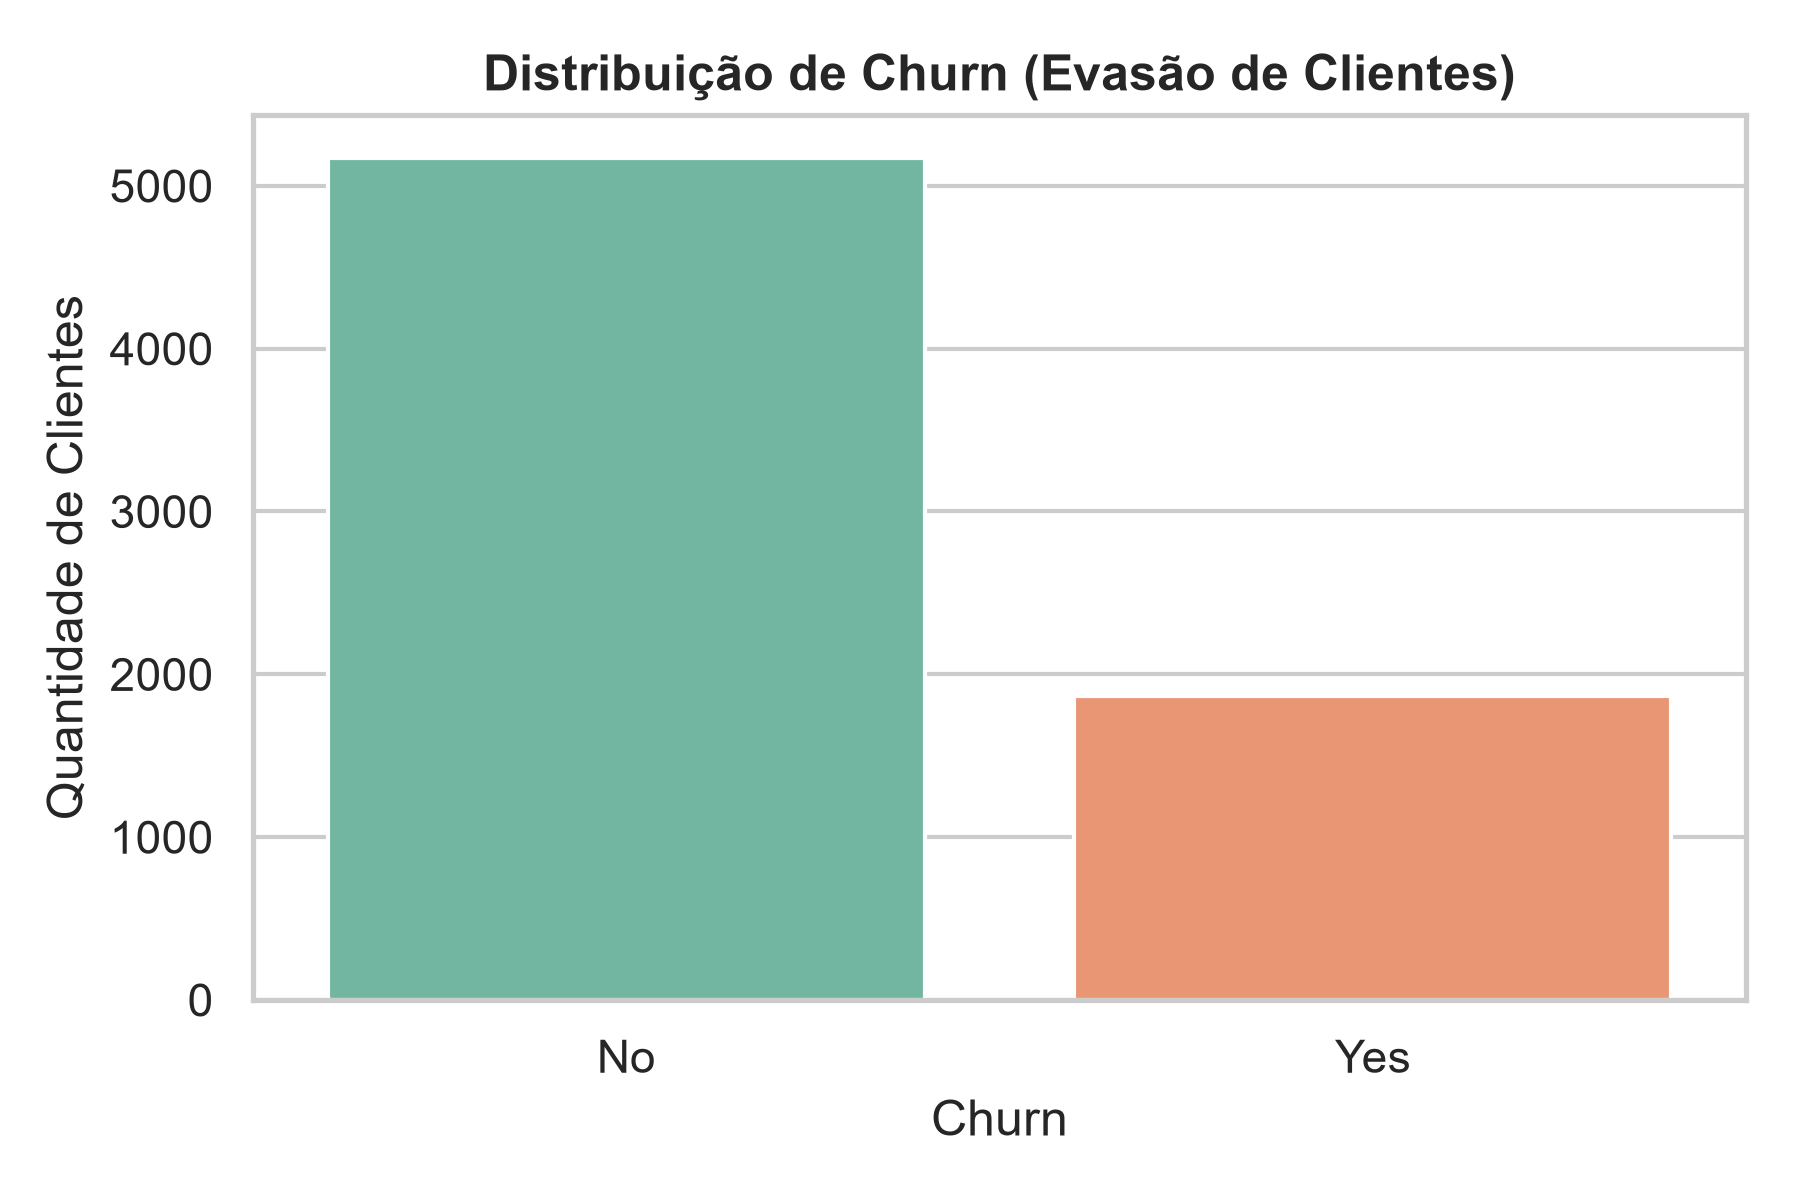 Distribuição de Churn (Evasão de Clientes)
Quantidade de Clientes
5000
4000
3000
2000
1000
0
No
Yes
Churn